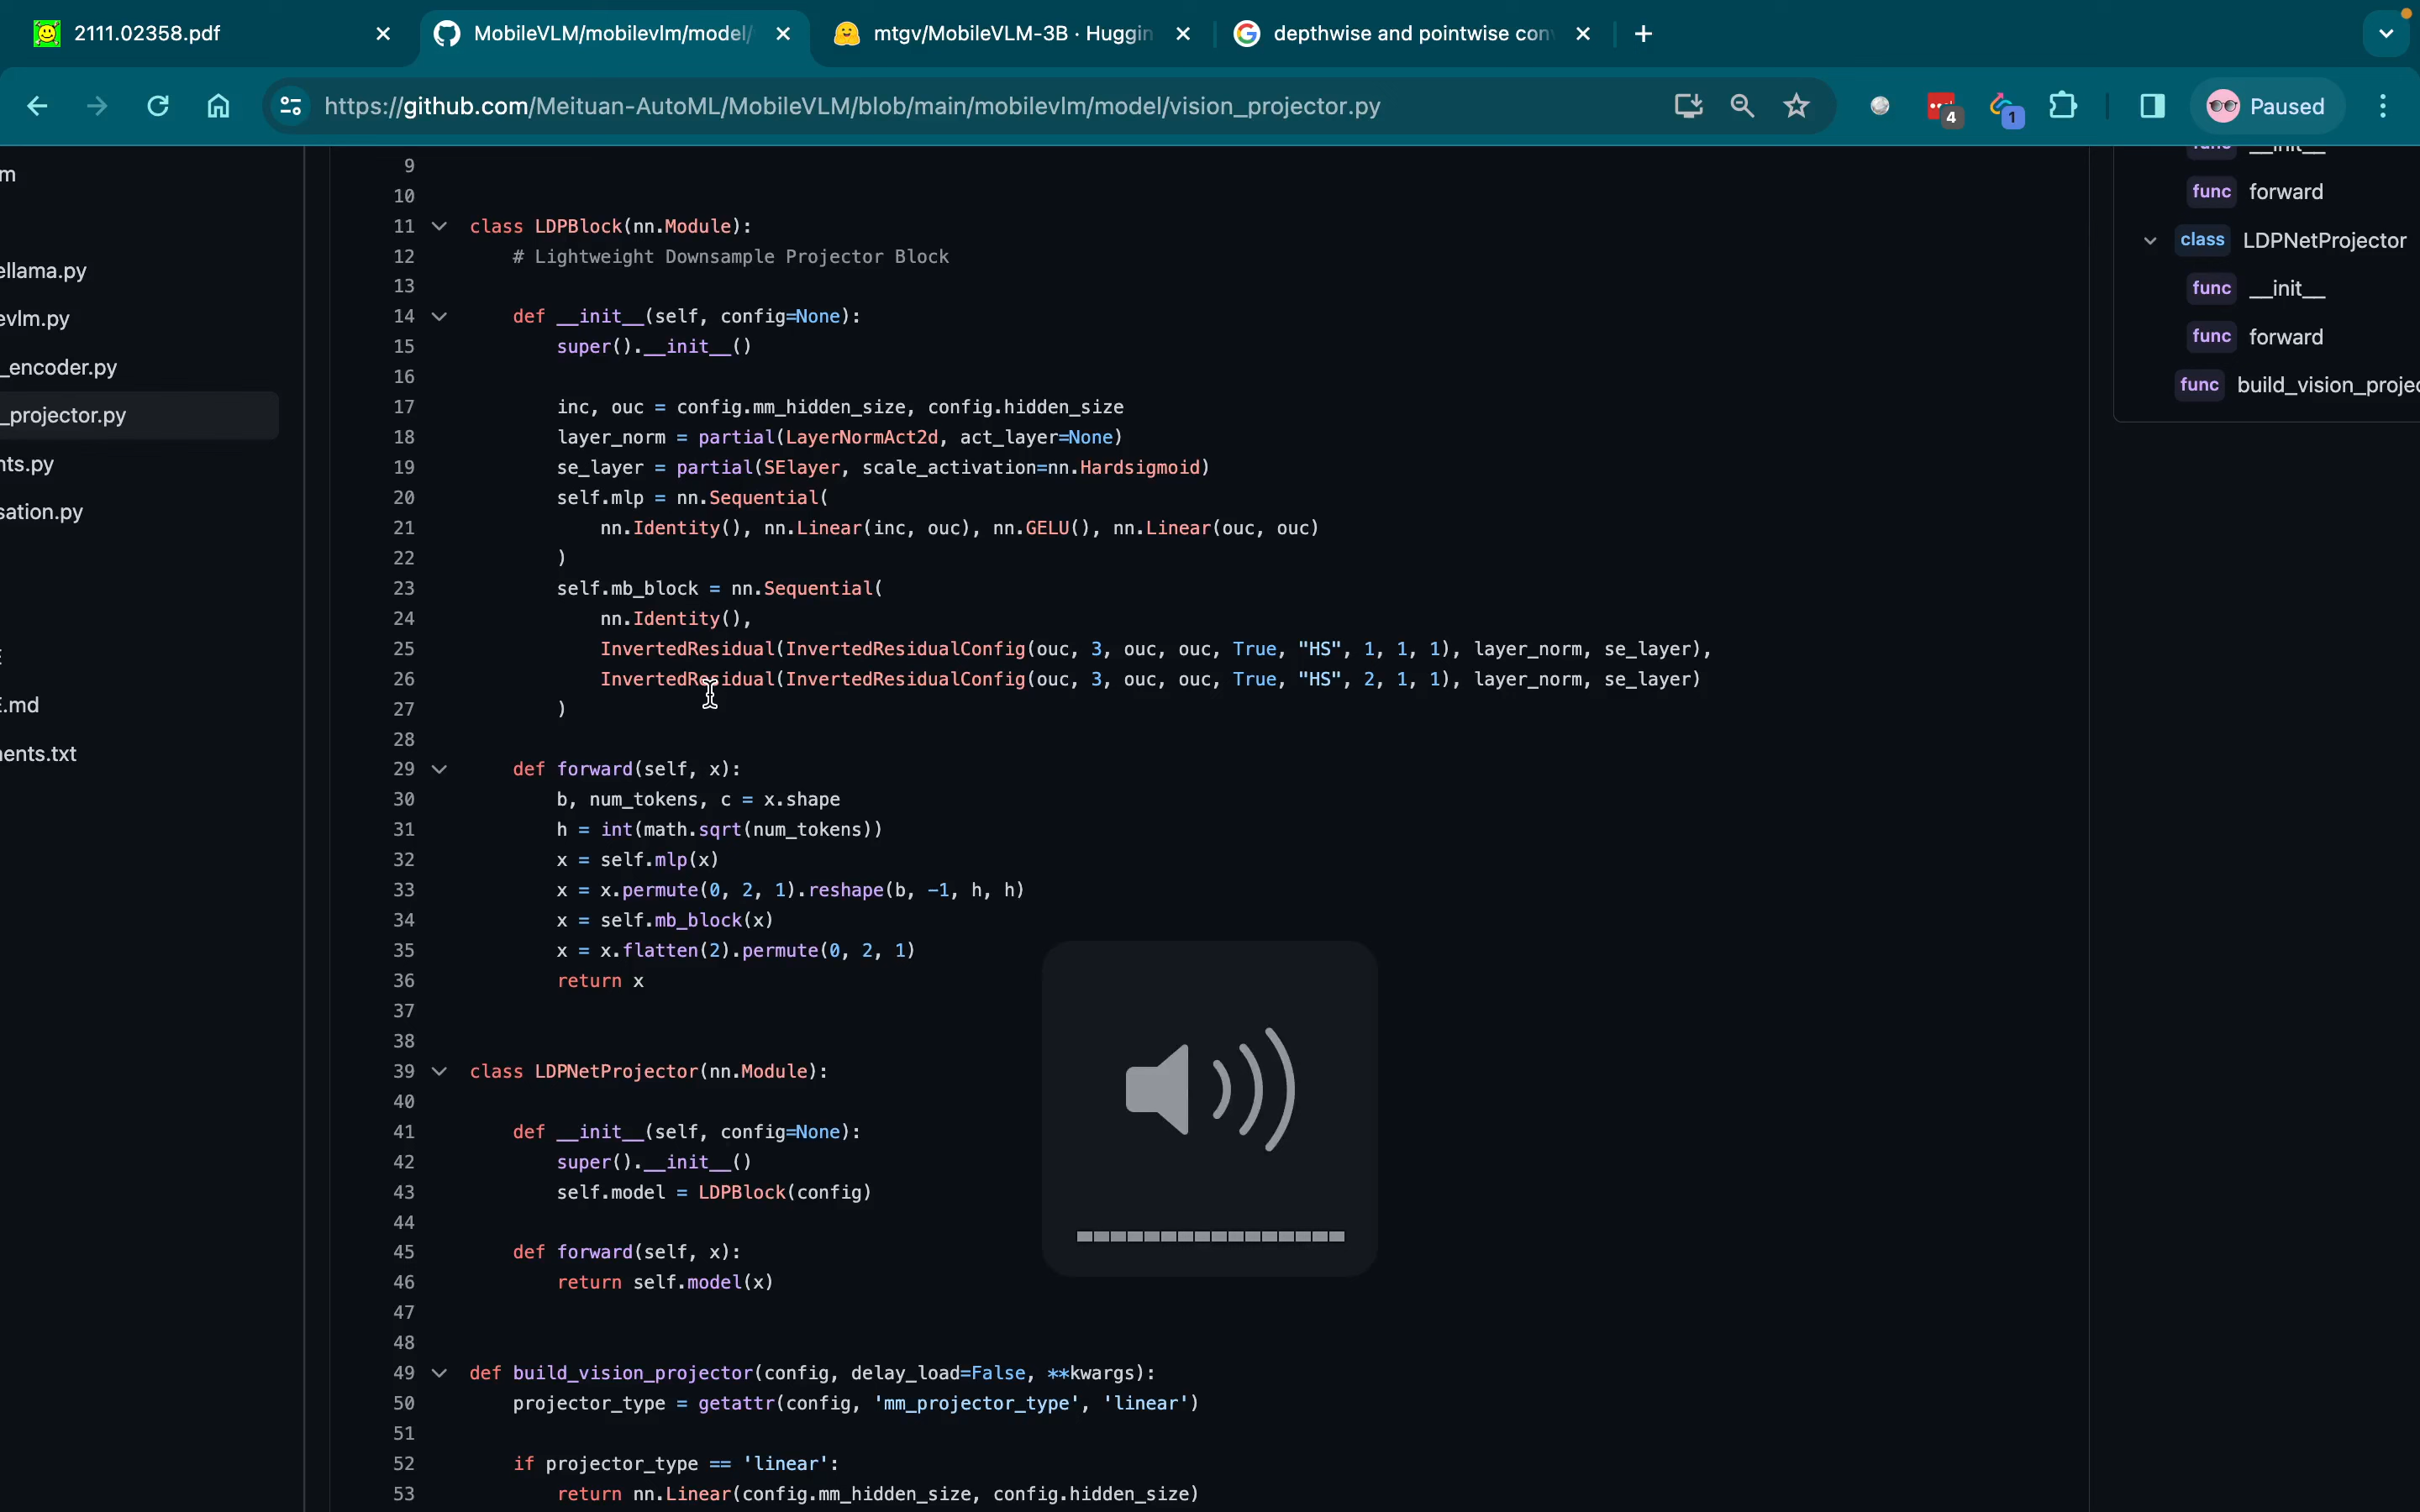 2111.02358.pdf
MobileVLM/mobilevlm/model/
mtgv/MobileVLM-3B · Huggin
depthwise and pointwise con
https://github.com/Meituan-AutoML/MobileVLM/blob/main/mobilevlm/model/vision_projector.py
4
1
Paused
m
ellama.py
evlm.py
_encoder.py
_projector.py
nts.py
sation.py
E
E.md
nents.txt
9
10
11 class LDPBlock(nn.Module):
12 # Lightweight Downsample Projector Block
13
14 def __init__(self, config=None):
15 super().__init__()
16
17 inc, ouc = config.mm_hidden_size, config.hidden_size
18 layer_norm = partial(LayerNormAct2d, act_layer=None)
19 se_layer = partial(SElayer, scale_activation=nn.Hardsigmoid)
20 self.mlp = nn.Sequential(
21 nn.Identity(), nn.Linear(inc, ouc), nn.GELU(), nn.Linear(ouc, ouc)
22 )
23 self.mb_block = nn.Sequential(
24 nn.Identity(),
25 InvertedResidual(InvertedResidualConfig(ouc, 3, ouc, ouc, True, "HS", 1, 1, 1), layer_norm, se_layer),
26 InvertedResidual(InvertedResidualConfig(ouc, 3, ouc, ouc, True, "HS", 2, 1, 1), layer_norm, se_layer)
27 )
28
29 def forward(self, x):
30 b, num_tokens, c = x.shape
31 h = int(math.sqrt(num_tokens))
32 x = self.mlp(x)
33 x = x.permute(0, 2, 1).reshape(b, -1, h, h)
34 x = self.mb_block(x)
35 x = x.flatten(2).permute(0, 2, 1)
36 return x
37
38
39 class LDPNetProjector(nn.Module):
40
41 def __init__(self, config=None):
42 super().__init__()
43 self.model = LDPBlock(config)
44
45 def forward(self, x):
46 return self.model(x)
47
48
49 def build_vision_projector(config, delay_load=False, **kwargs):
50 projector_type = getattr(config, 'mm_projector_type', 'linear')
51
52 if projector_type == 'linear':
53 return nn.Linear(config.mm_hidden_size, config.hidden_size)
func __init__
func forward
class LDPNetProjector
func __init__
func forward
func build_vision_projec